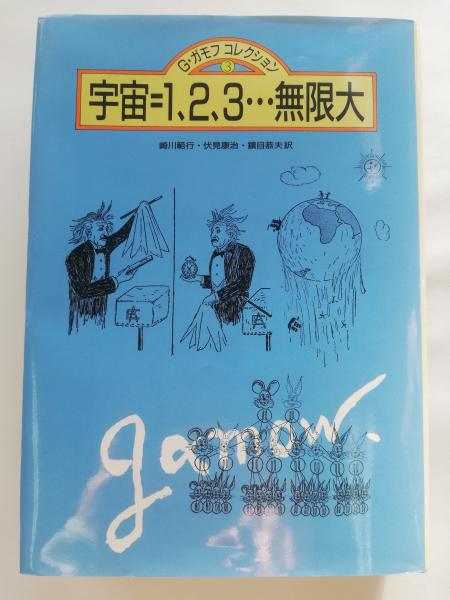 G・ガモフ コレクション
3
宇宙=1、2、3…無限大
崎川範行・伏見康治・鎮目恭夫 訳
gamow.